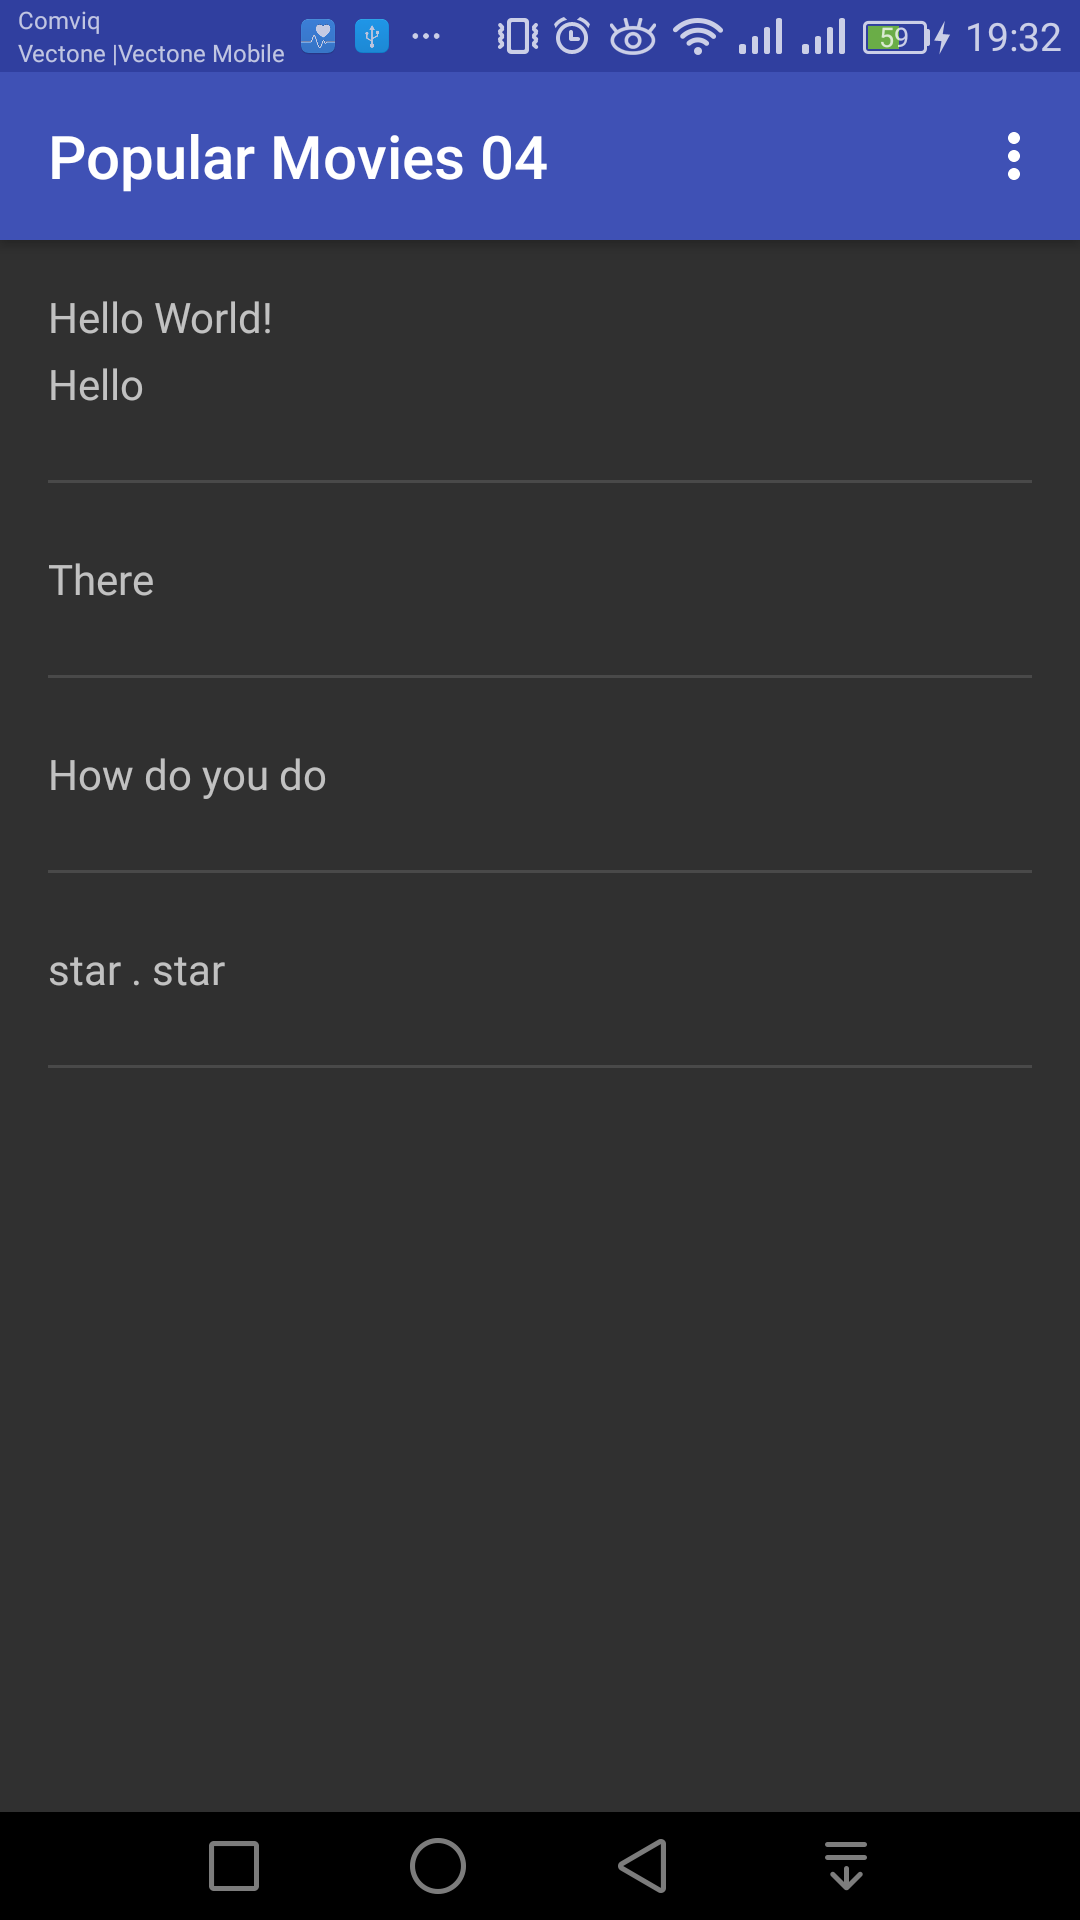 Comviq
Vectone |Vectone Mobile
59
19:32
Popular Movies 04
Hello World!
Hello
There
How do you do
star . star